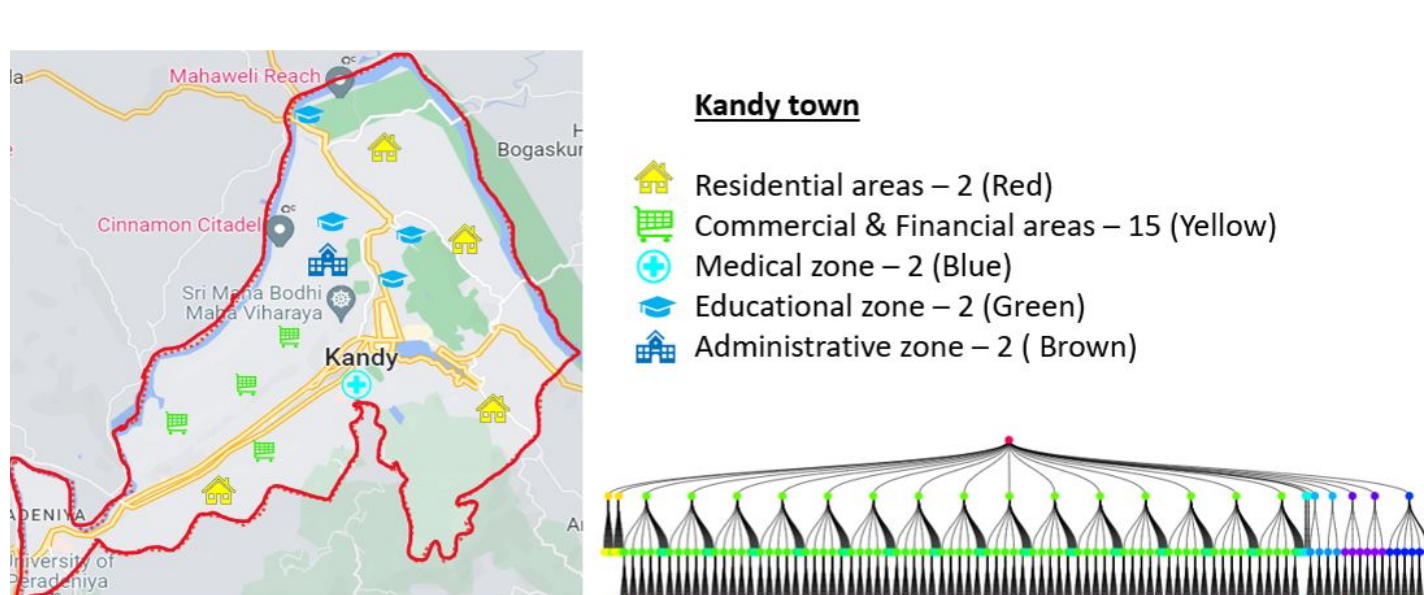 la
Mahaweli Reach
H
Bogaskur
Cinnamon Citadel
Sri Maha Bodhi
Maha Viharaya
Kandy
ADENIYA
University of
Peradeniya
A
Kandy town
Residential areas – 2 (Red)
Commercial & Financial areas – 15 (Yellow)
Medical zone – 2 (Blue)
Educational zone – 2 (Green)
Administrative zone – 2 ( Brown)